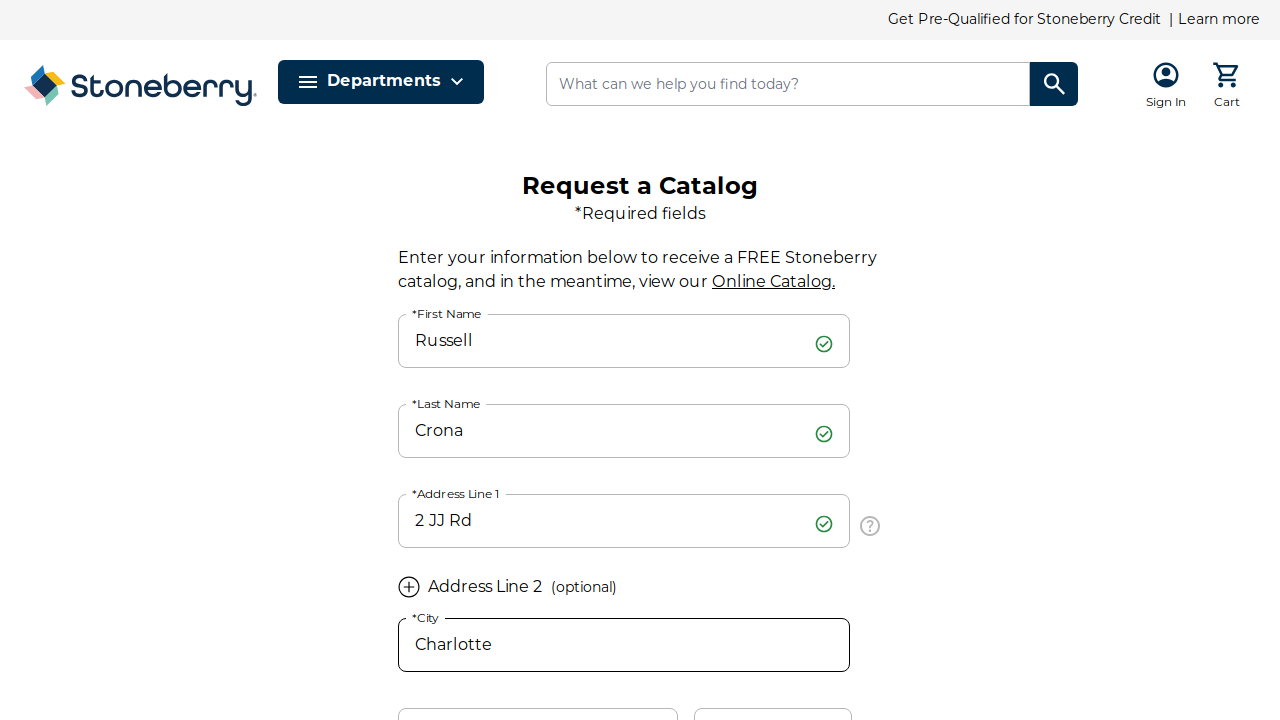 Get Pre-Qualified for Stoneberry Credit | Learn more
Stoneberry®
Departments
What can we help you find today?
Sign In
Cart
Request a Catalog
*Required fields
Enter your information below to receive a FREE Stoneberry
catalog, and in the meantime, view our Online Catalog.
*First Name
Russell
*Last Name
Crona
*Address Line 1
2 JJ Rd
Address Line 2 (optional)
*City
Charlotte